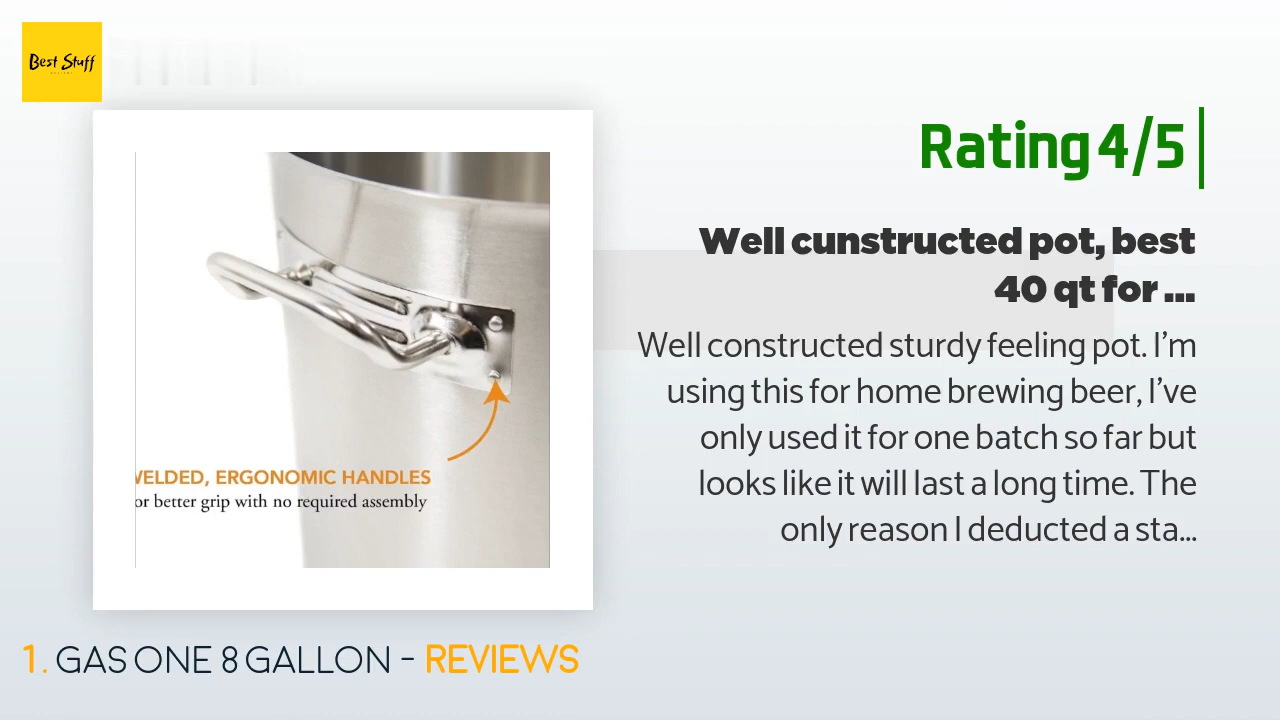 Best Stuff
Rating 4/5
Well cunstructed pot, best
40 qt for ...
Well constructed sturdy feeling pot. I'm
using this for home brewing beer, I've
only used it for one batch so far but
looks like it will last a long time. The
only reason I deducted a sta...
WELDED, ERGONOMIC HANDLES
or better grip with no required assembly
1. GAS ONE 8 GALLON - REVIEWS